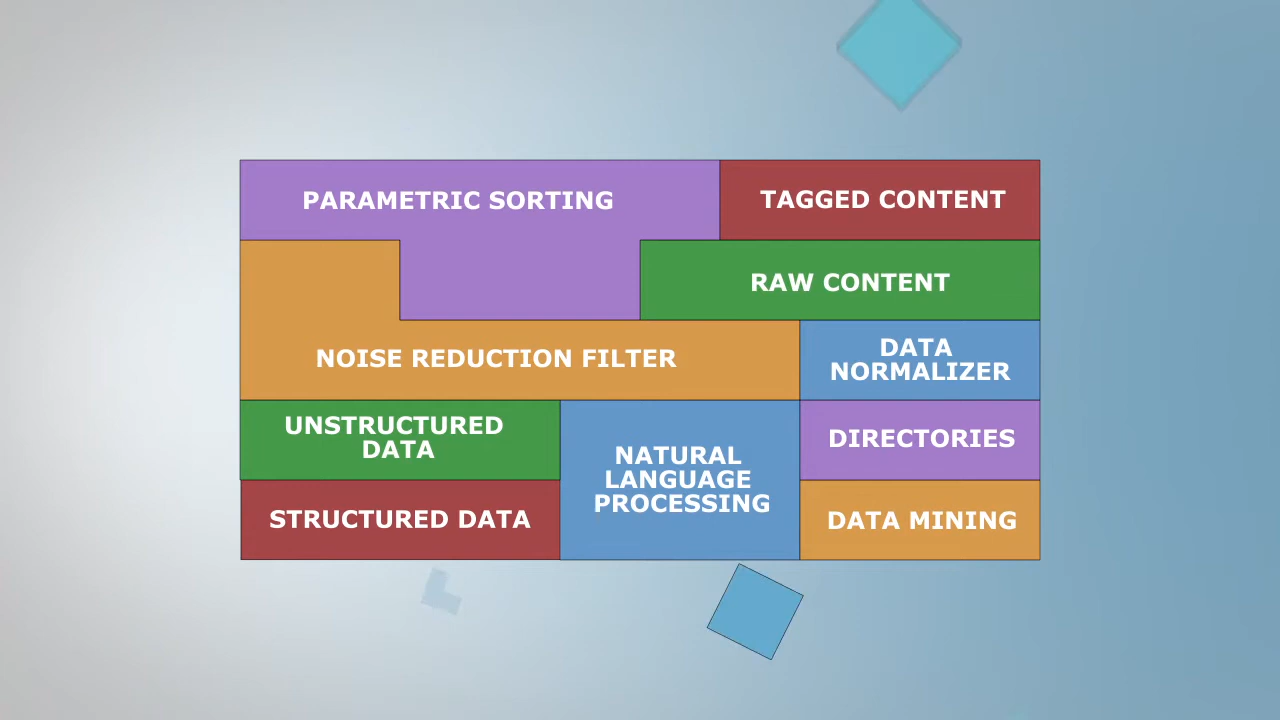 PARAMETRIC SORTING
TAGGED CONTENT
RAW CONTENT
NOISE REDUCTION FILTER
DATA
NORMALIZER
UNSTRUCTURED
DATA
NATURAL
LANGUAGE
PROCESSING
DIRECTORIES
STRUCTURED DATA
DATA MINING